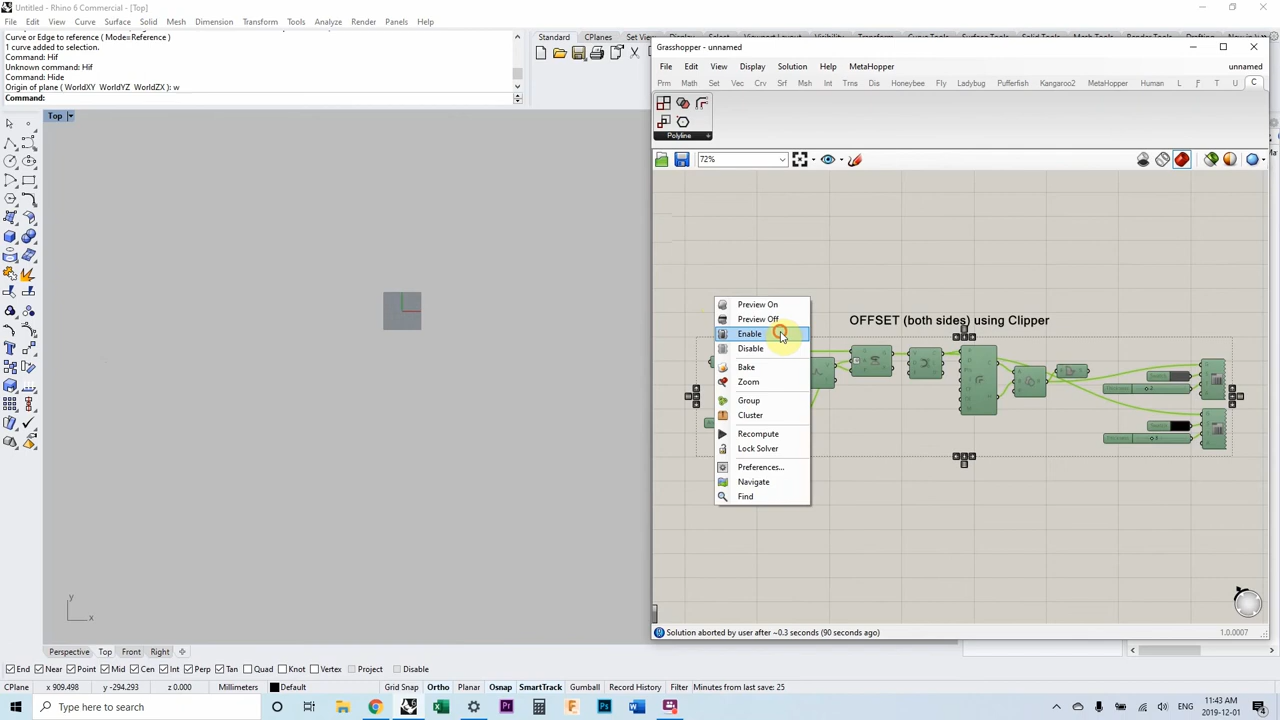 Untitled - Rhino 6 Commercial - [Top]
File Edit View Curve Surface Solid Mesh Dimension Transform Tools Analyze Render Panels Help
Curve or Edge to reference ( Mode=Reference )
1 curve added to selection.
Command: Hif
Unknown command: Hif
Command: Hide
Origin of plane ( WorldXY WorldYZ WorldZX ): w
Command:
Standard CPlanes Set View
Top
Grasshopper - unnamed
File Edit View Display Solution Help MetaHopper unnamed
Prm Math Set Vec Crv Srf Msh Int Trns Dis Honeybee Fly Ladybug Pufferfish Kangaroo2 MetaHopper Human L F T U C
Polyline
72%
OFFSET (both sides) using Clipper
Preview On
Preview Off
Enable
Disable
Bake
Zoom
Group
Cluster
Recompute
Lock Solver
Preferences...
Navigate
Find
y
x
Solution aborted by user after ~0.3 seconds (90 seconds ago) 1.0.0007
Perspective Top Front Right
End Near Point Mid Cen Int Perp Tan Quad Knot Vertex Project Disable
CPlane x 909.498 y -294.293 z 0.000 Millimeters Default Grid Snap Ortho Planar Osnap SmartTrack Gumball Record History Filter Minutes from last save: 25
Type here to search
ENG
11:43 AM
2019-12-01